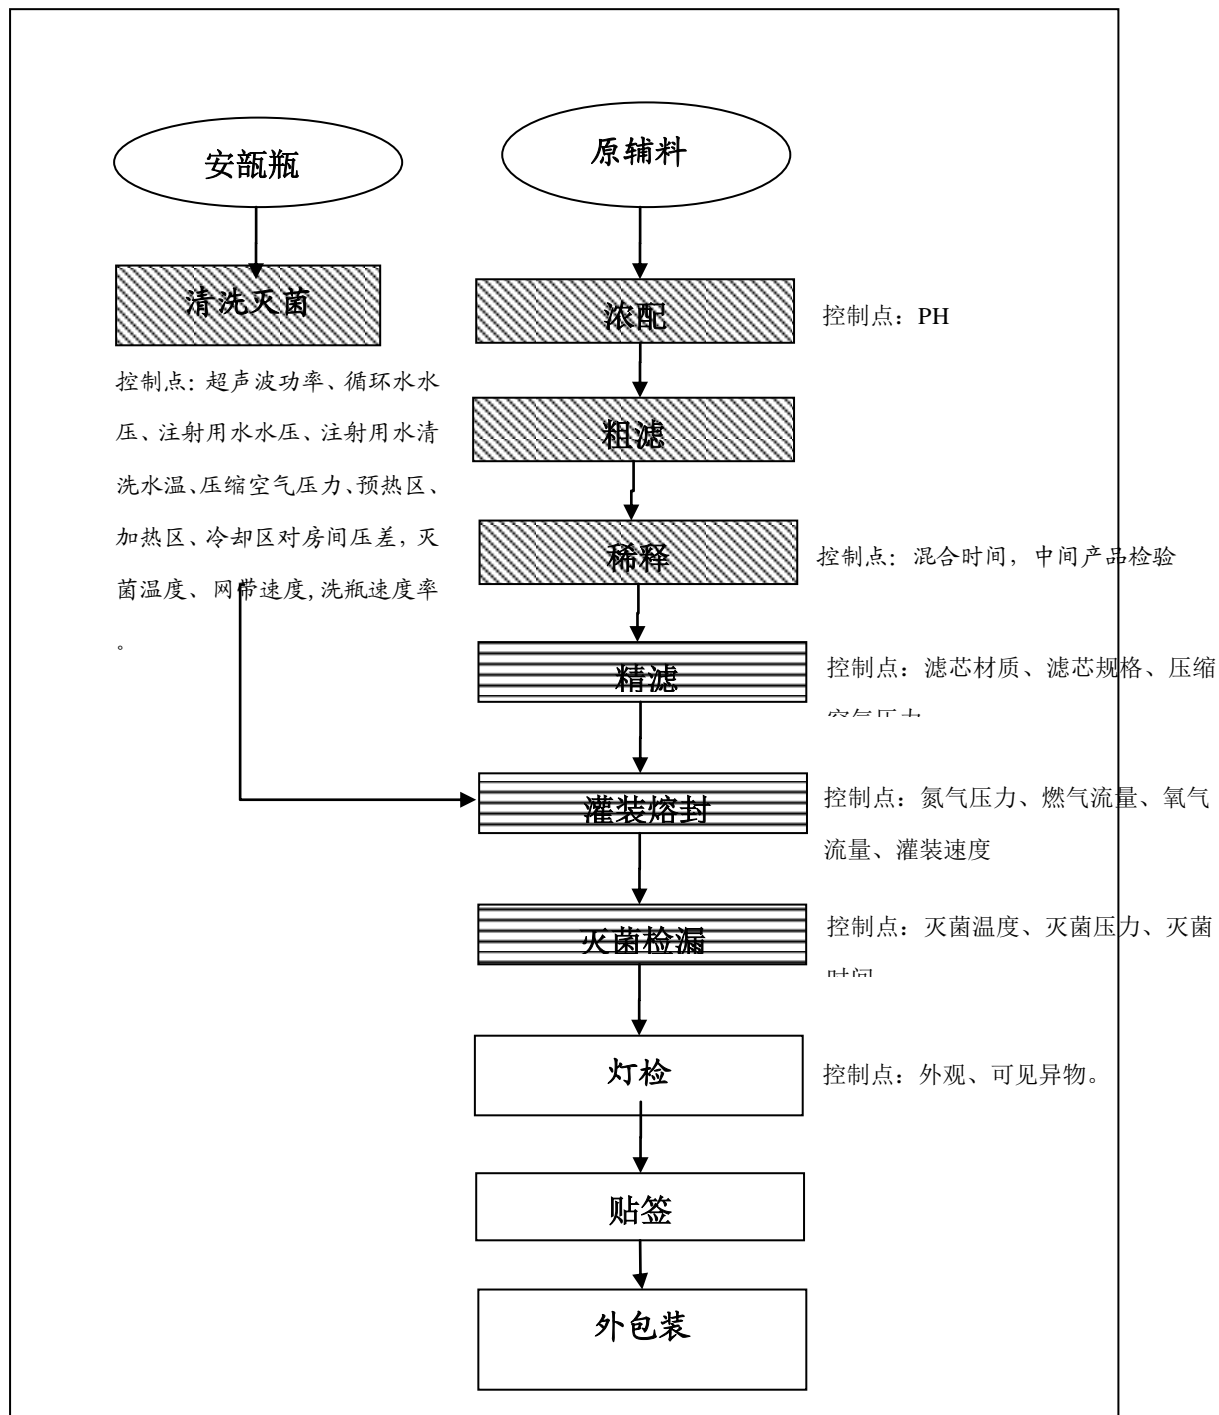 安瓿瓶
原辅料
清洗灭菌
浓配
控制点：PH
控制点：超声波功率、循环水水
压、注射用水水压、注射用水清
洗水温、压缩空气压力、预热区、
加热区、冷却区对房间压差，灭
菌温度、网带速度,洗瓶速度率
。
粗滤
稀释
控制点：混合时间，中间产品检验
精滤
控制点：滤芯材质、滤芯规格、压缩
空气压力
灌装熔封
控制点：氮气压力、燃气流量、氧气
流量、灌装速度
灭菌检漏
控制点：灭菌温度、灭菌压力、灭菌
时间
灯检
控制点：外观、可见异物。
贴签
外包装